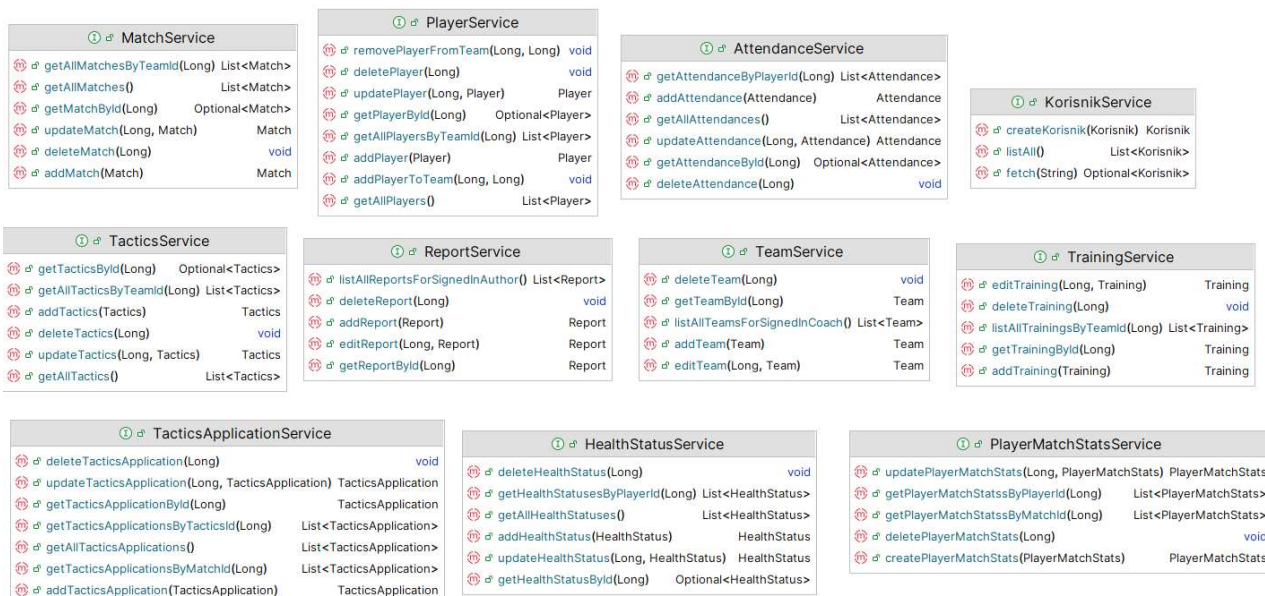 MatchService
getAllMatchesByTeamId(Long) List<Match>
getAllMatches() List<Match>
getMatchById(Long) Optional<Match>
updateMatch(Long, Match) Match
deleteMatch(Long) void
addMatch(Match) Match
PlayerService
removePlayerFromTeam(Long, Long) void
deletePlayer(Long) void
updatePlayer(Long, Player) Player
getPlayerById(Long) Optional<Player>
getAllPlayersByTeamId(Long) List<Player>
addPlayer(Player) Player
addPlayerToTeam(Long, Long) void
getAllPlayers() List<Player>
AttendanceService
getAttendanceByPlayerId(Long) List<Attendance>
addAttendance(Attendance) Attendance
getAllAttendances() List<Attendance>
updateAttendance(Long, Attendance) Attendance
getAttendanceById(Long) Optional<Attendance>
deleteAttendance(Long) void
KorisnikService
createKorisnik(Korisnik) Korisnik
listAll() List<Korisnik>
fetch(String) Optional<Korisnik>
TacticsService
getTacticsById(Long) Optional<Tactics>
getAllTacticsByTeamId(Long) List<Tactics>
addTactics(Tactics) Tactics
deleteTactics(Long) void
updateTactics(Long, Tactics) Tactics
getAllTactics() List<Tactics>
ReportService
listAllReportsForSignedInAuthor() List<Report>
deleteReport(Long) void
addReport(Report) Report
editReport(Long, Report) Report
getReportById(Long) Report
TeamService
deleteTeam(Long) void
getTeamById(Long) Team
listAllTeamsForSignedInCoach() List<Team>
addTeam(Team) Team
editTeam(Long, Team) Team
TrainingService
editTraining(Long, Training) Training
deleteTraining(Long) void
listAllTrainingsByTeamId(Long) List<Training>
getTrainingById(Long) Training
addTraining(Training) Training
TacticsApplicationService
deleteTacticsApplication(Long) void
updateTacticsApplication(Long, TacticsApplication) TacticsApplication
getTacticsApplicationById(Long) TacticsApplication
getTacticsApplicationsByTacticsId(Long) List<TacticsApplication>
getAllTacticsApplications() List<TacticsApplication>
getTacticsApplicationsByMatchId(Long) List<TacticsApplication>
addTacticsApplication(TacticsApplication) TacticsApplication
HealthStatusService
deleteHealthStatus(Long) void
getHealthStatusesByPlayerId(Long) List<HealthStatus>
getAllHealthStatuses() List<HealthStatus>
addHealthStatus(HealthStatus) HealthStatus
updateHealthStatus(Long, HealthStatus) HealthStatus
getHealthStatusById(Long) Optional<HealthStatus>
PlayerMatchStatsService
updatePlayerMatchStats(Long, PlayerMatchStats) PlayerMatchStats
getPlayerMatchStatssByPlayerId(Long) List<PlayerMatchStats>
getPlayerMatchStatssByMatchId(Long) List<PlayerMatchStats>
deletePlayerMatchStats(Long) void
createPlayerMatchStats(PlayerMatchStats) PlayerMatchStats